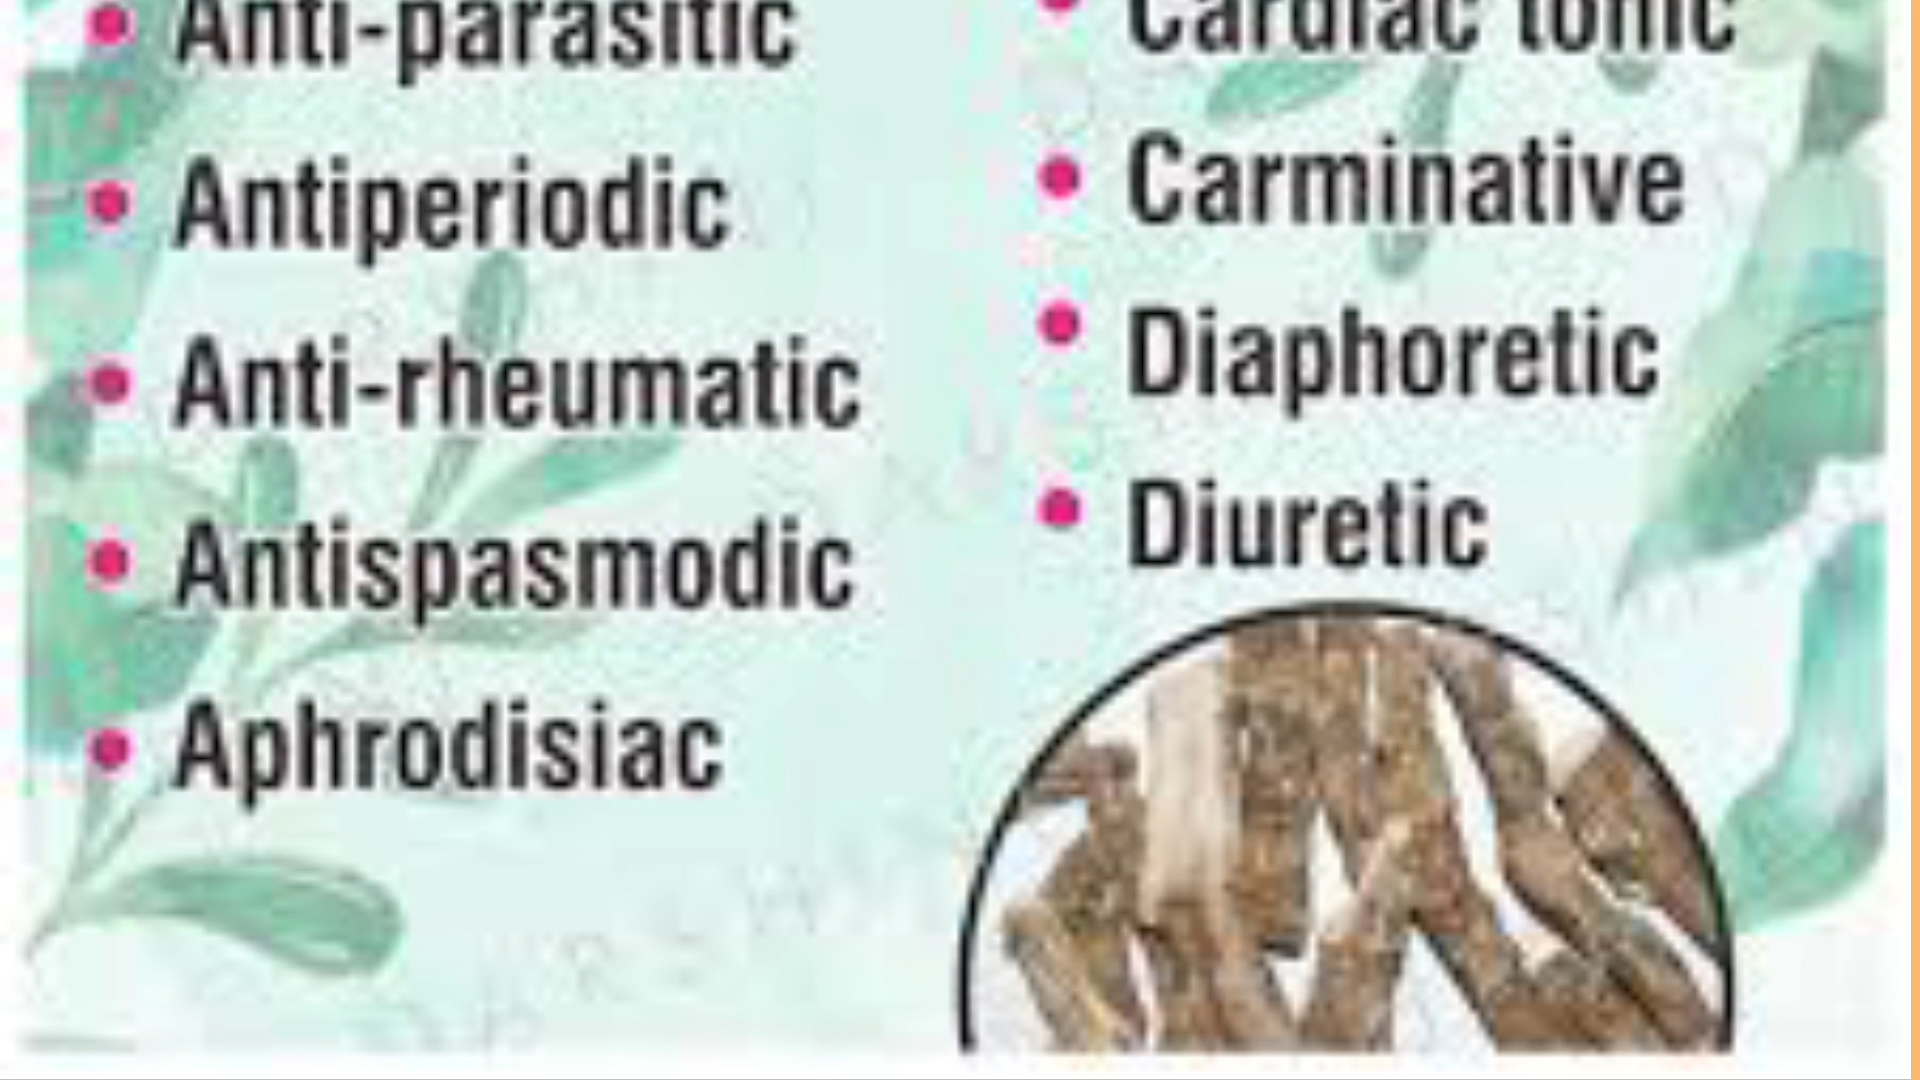 Anti-parasitic
Antiperiodic
Anti-rheumatic
Antispasmodic
Aphrodisiac
Cardiac tonic
Carminative
Diaphoretic
Diuretic